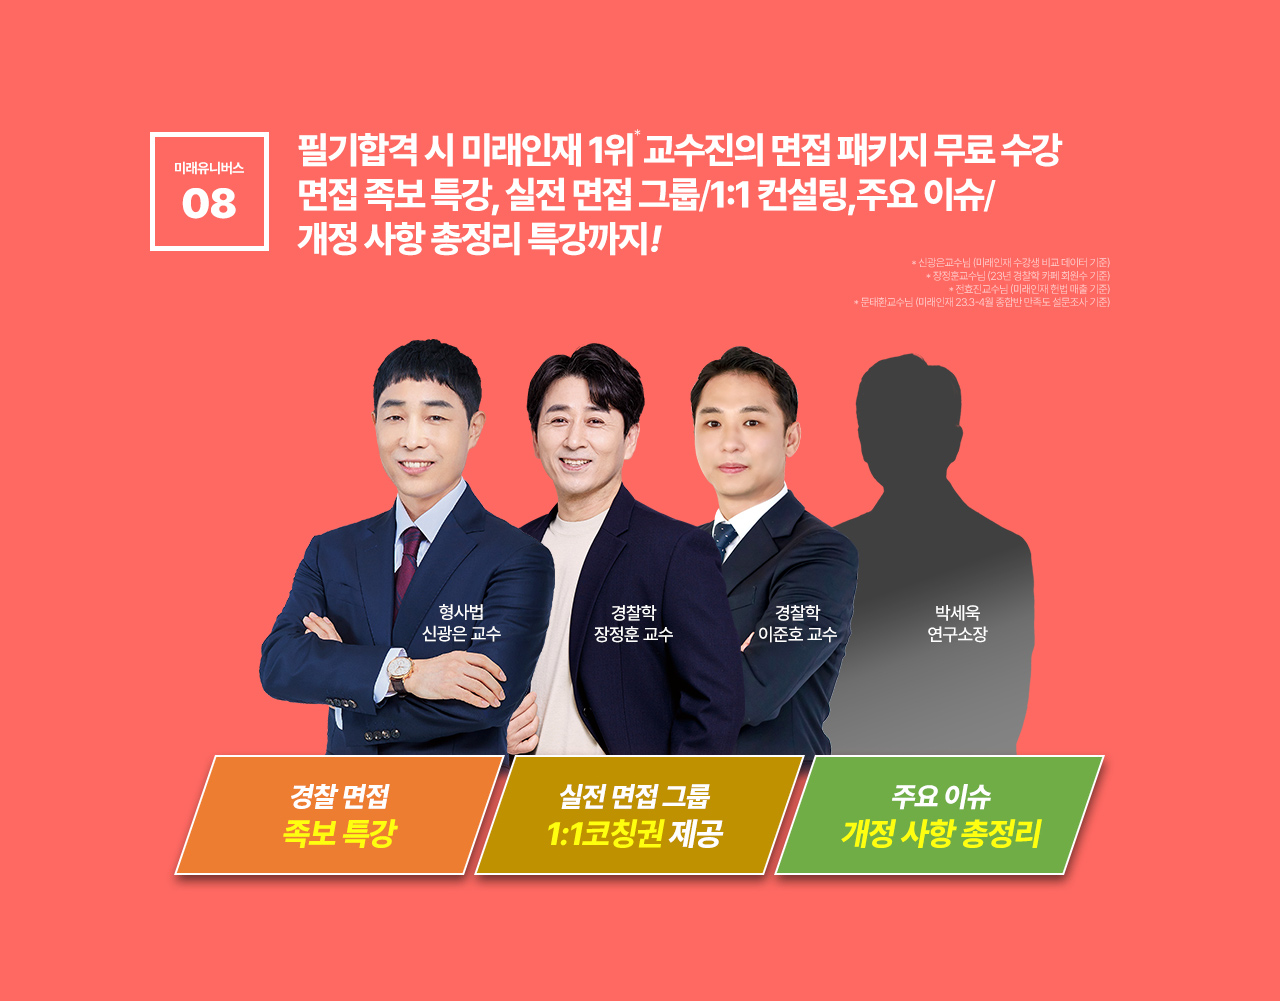 미래유니버스
08
필기합격 시 미래인재 1위* 교수진의 면접 패키지 무료 수강
면접 족보 특강, 실전 면접 그룹/1:1 컨설팅,주요 이슈/
개정 사항 총정리 특강까지!
* 신광은교수님 (미래인재 수강생 비교 데이터 기준)
* 장정훈교수님 (23년 경찰학 카페 회원수 기준)
* 전효진교수님 (미래인재 헌법 매출 기준)
* 문태환교수님 (미래인재 23.3~4월 종합반 만족도 설문조사 기준)
형사법
신광은 교수
경찰학
장정훈 교수
경찰학
이준호 교수
박세욱
연구소장
경찰 면접
족보 특강
실전 면접 그룹
1:1코칭권 제공
주요 이슈
개정 사항 총정리